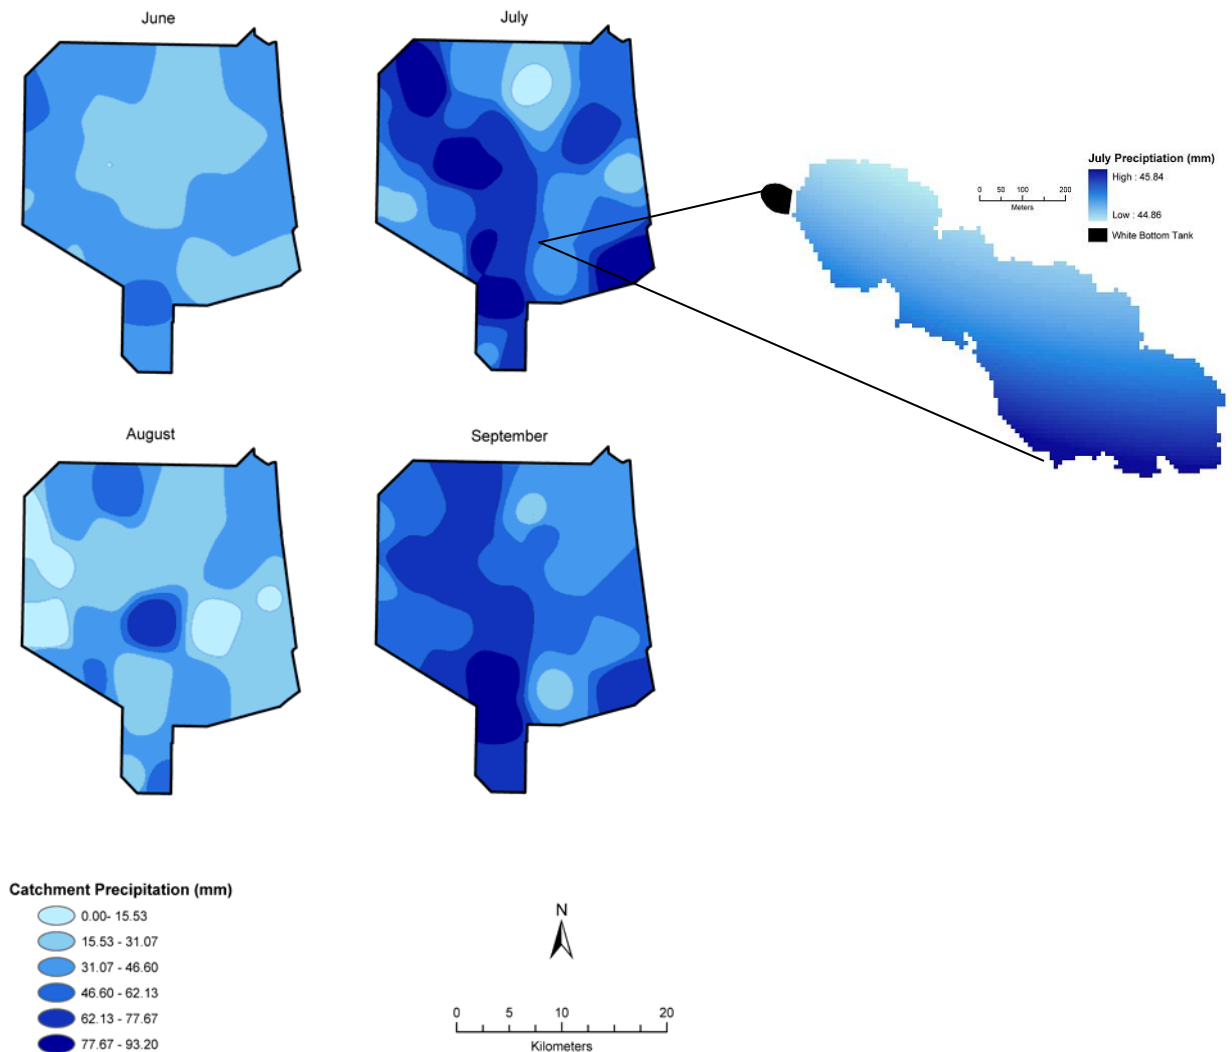 June
July
July Preciptiation (mm)
High : 45.84
Low : 44.86
White Bottom Tank
0 50 100 200
Meters
August
September
Catchment Precipitation (mm)
0.00- 15.53
15.53 - 31.07
31.07 - 46.60
46.60 - 62.13
62.13 - 77.67
77.67 - 93.20
N
0 5 10 20
Kilometers